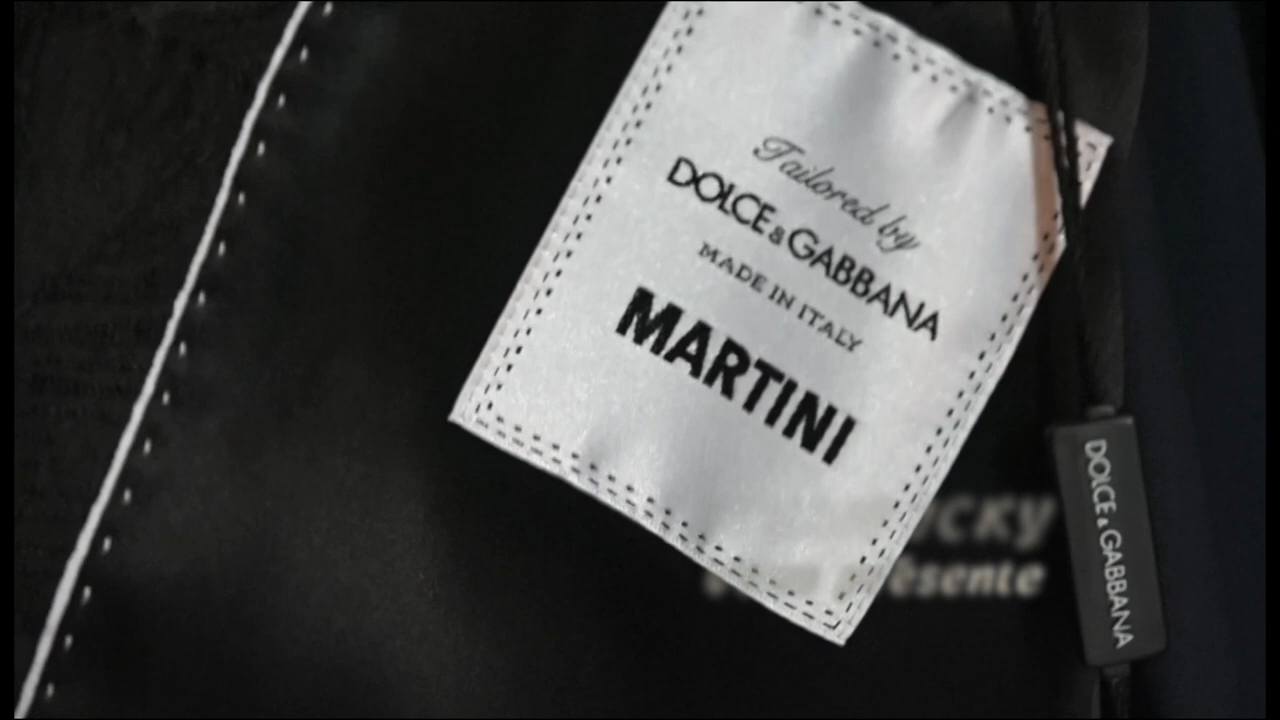 Tailored by
DOLCE & GABBANA
MADE IN ITALY
MARTINI
DOLCE & GABBANA